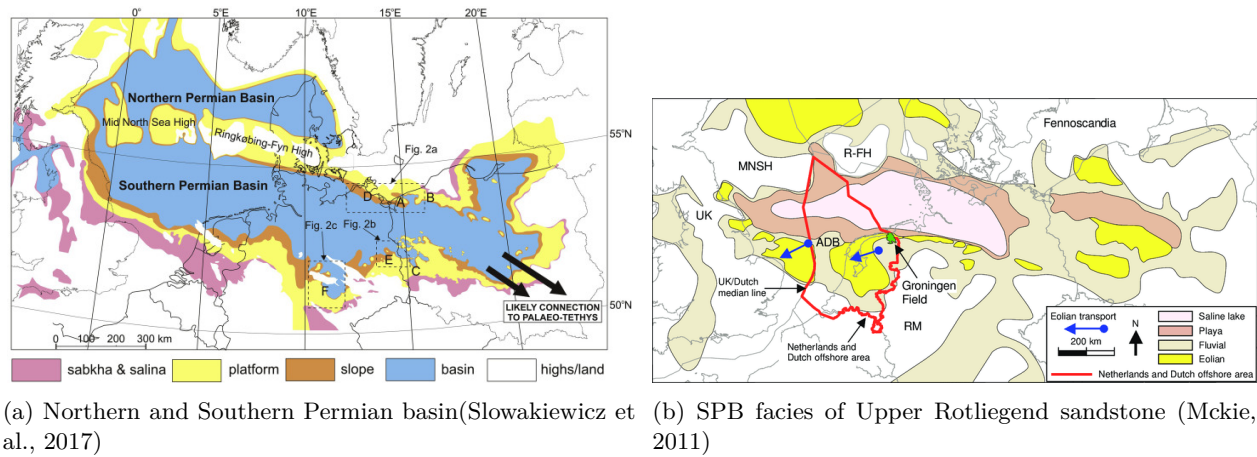 0°
5°E
10°E
15°E
20°E
Northern Permian Basin
Mid North Sea High
Ringkøbing-Fyn High
55°N
Fig. 2a
Southern Permian Basin
D
A
B
Fig. 2b
Fig. 2c
E
C
F
50°N
LIKELY CONNECTION
TO PALAEO-TETHYS
0 100 200 300 km
sabkha & salina
platform
slope
basin
highs/land
(a) Northern and Southern Permian basin(Slowakiewicz et
al., 2017)
Fennoscandia
MNSH
R-FH
UK
ADB
UK/Dutch
median line
Groningen
Field
RM
Netherlands and
Dutch offshore area
Eolian transport
200 km
N
Saline lake
Playa
Fluvial
Eolian
Netherlands and Dutch offshore area
(b) SPB facies of Upper Rotliegend sandstone (Mckie,
2011)